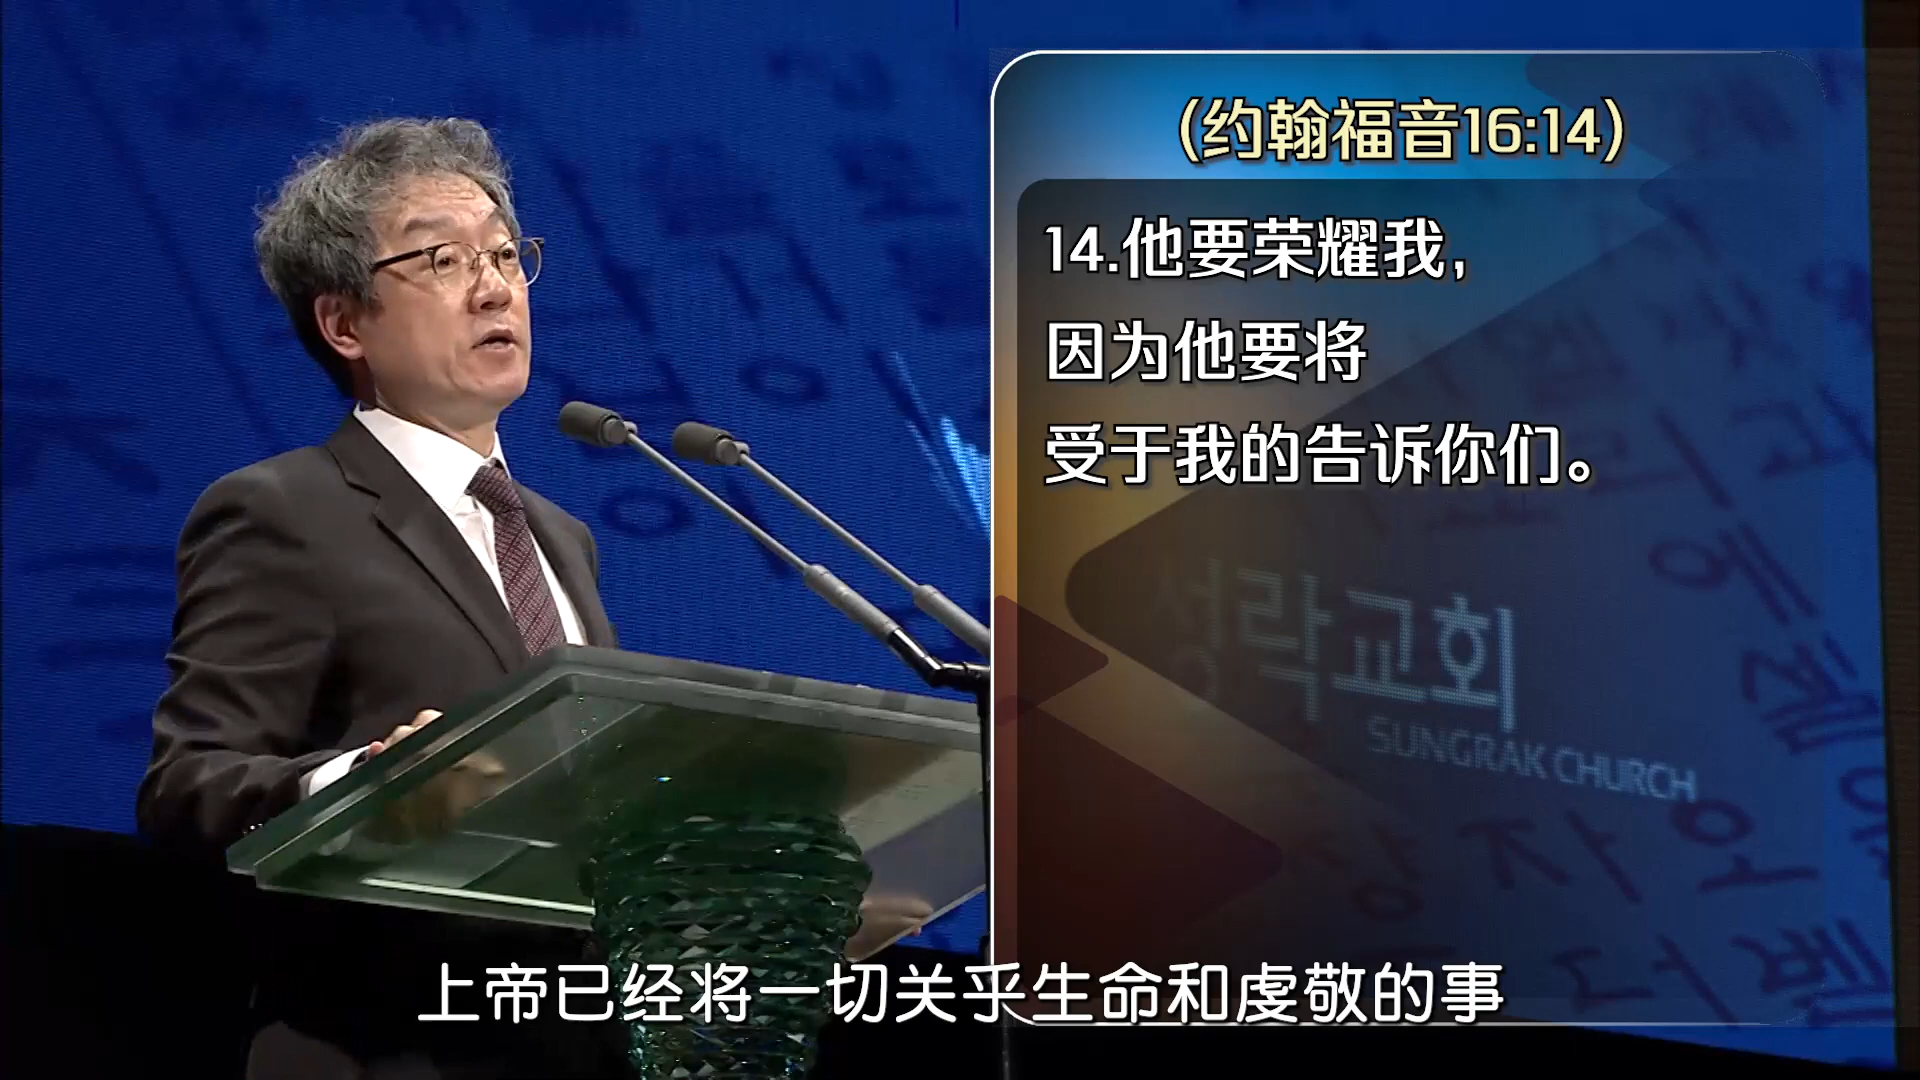 (约翰福音16:14)
14.他要荣耀我,
因为他要将
受于我的告诉你们。
성락교회
SUNGRAK CHURCH
上帝已经将一切关乎生命和虔敬的事